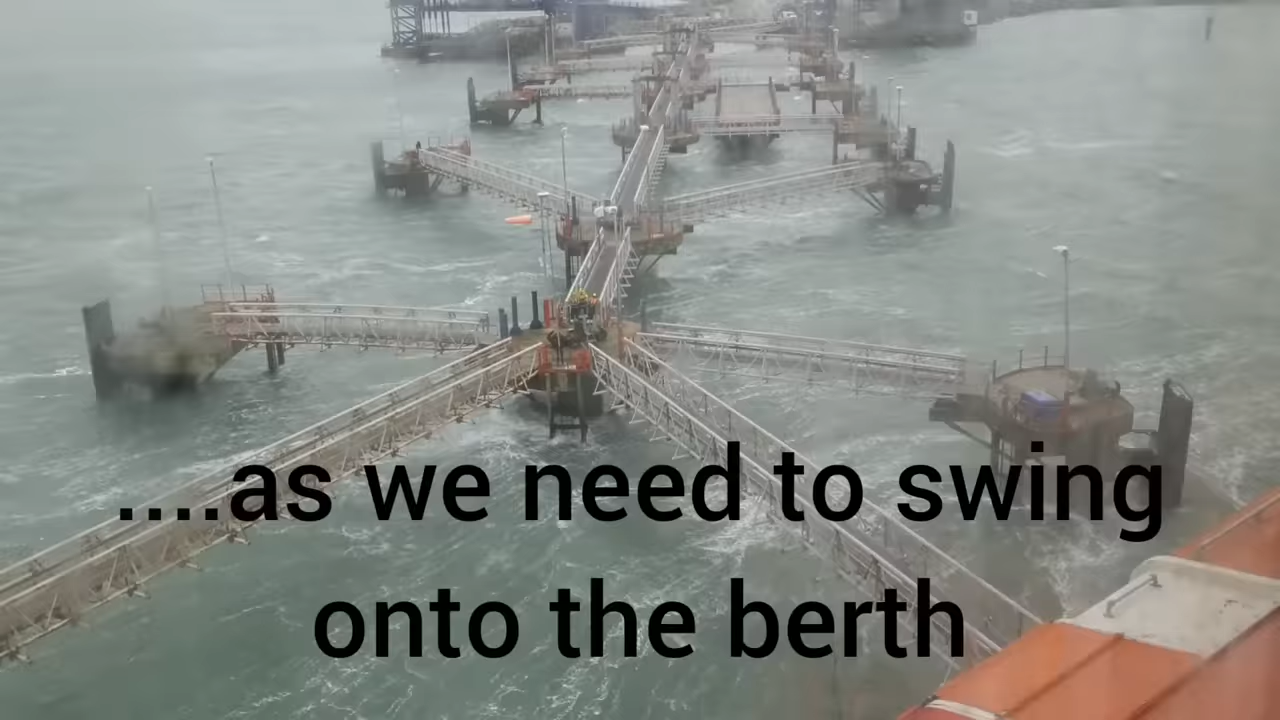 ....as we need to swing
onto the berth